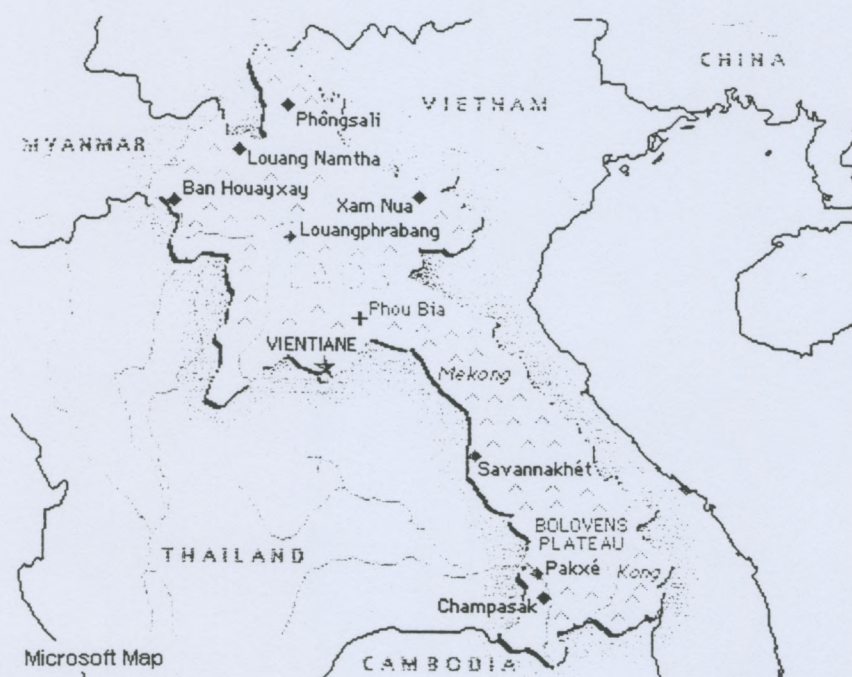 CHINA
VIETNAM
Phôngsali
MYANMAR
Louang Namtha
Ban Houayxay
Xam Nua
Louangphrabang
Phou Bia
VIENTIANE
Mekong
Savannakhét
BOLOVENS
PLATEAU
THAILAND
Pakxé
Kong
Champasak
CAMBODIA
Microsoft Map